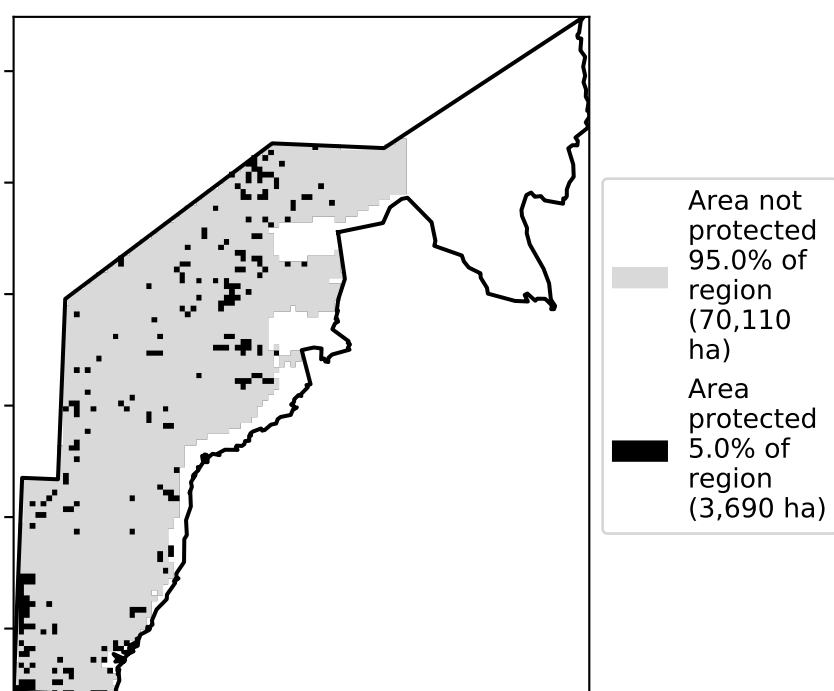 Area not
protected
95.0% of
region
(70,110
ha)
Area
protected
5.0% of
region
(3,690 ha)